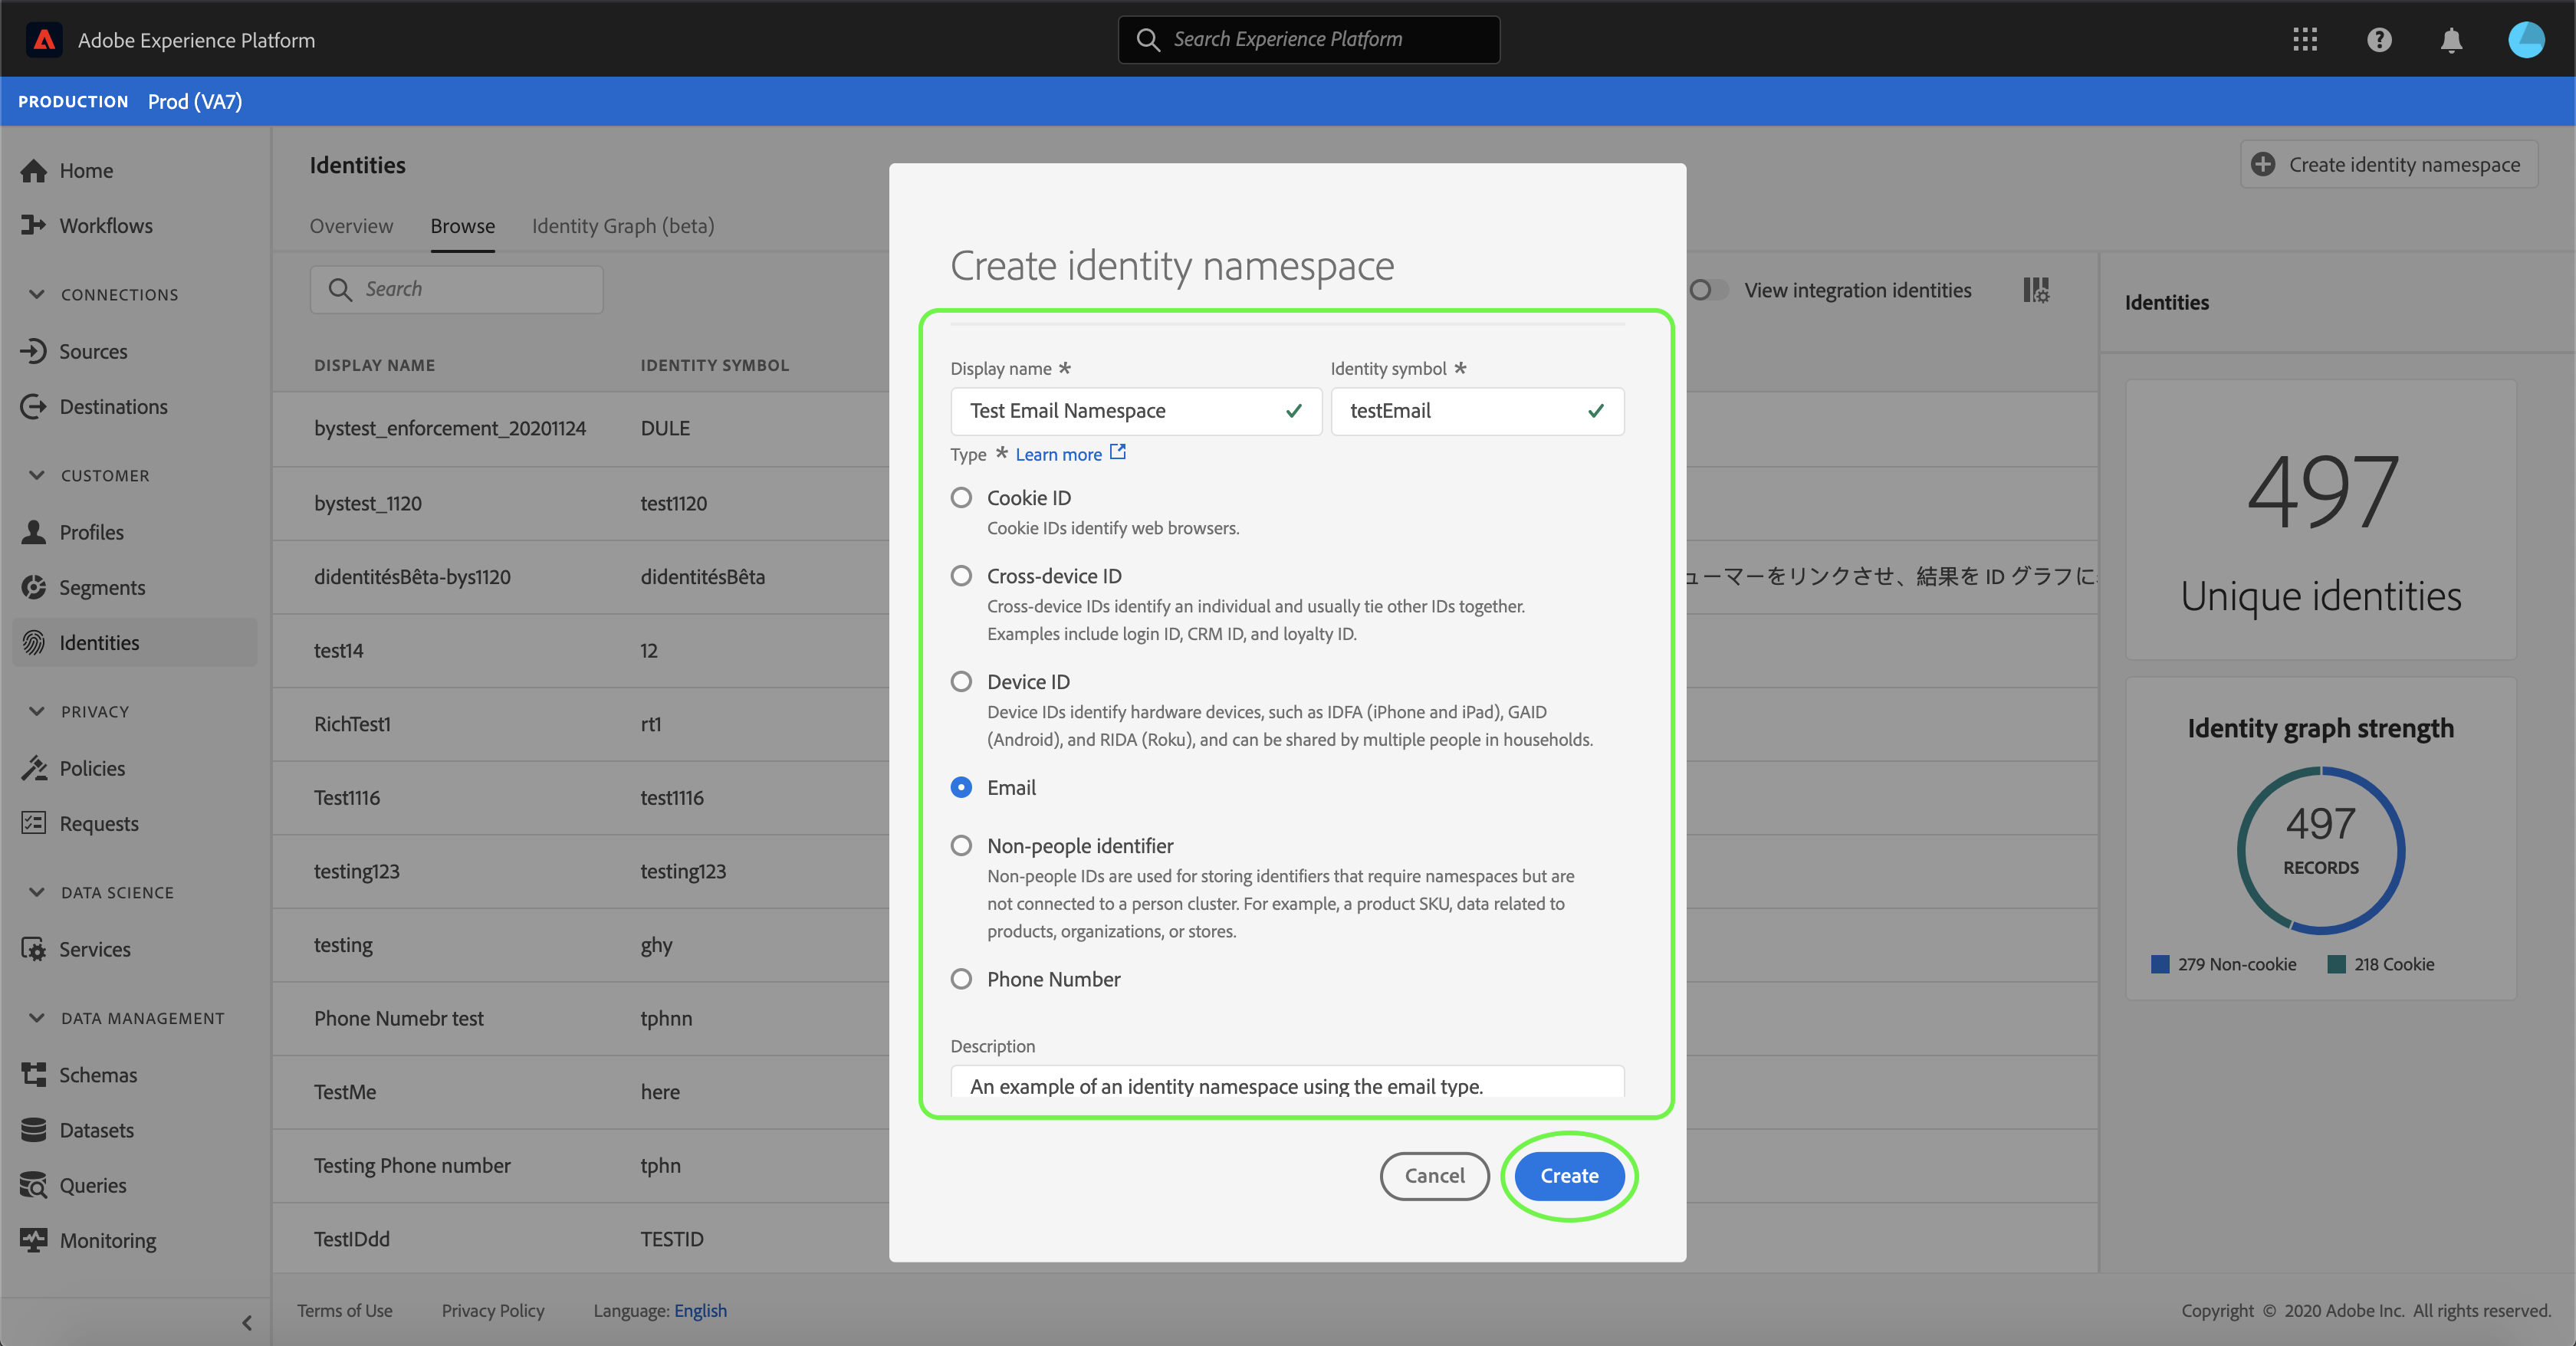 Adobe Experience Platform
Search Experience Platform
PRODUCTION Prod (VA7)
Home
Workflows
CONNECTIONS
Sources
Destinations
CUSTOMER
Profiles
Segments
Identities
PRIVACY
Policies
Requests
DATA SCIENCE
Services
DATA MANAGEMENT
Schemas
Datasets
Queries
Monitoring
Identities
Create identity namespace
Overview Browse Identity Graph (beta)
Search
View integration identities
DISPLAY NAME IDENTITY SYMBOL
bystest_enforcement_20201124 DULE
bystest_1120 test1120
didentitésBêta-bys1120 didentitésBêta
ューマーをリンクさせ、結果を ID グラフに
test14 12
RichTest1 rt1
Test1116 test1116
testing123 testing123
testing ghy
Phone Numebr test tphnn
TestMe here
Testing Phone number tphn
TestIDdd TESTID
Create identity namespace
Display name * Identity symbol *
Test Email Namespace testEmail
Type * Learn more
Cookie ID
Cookie IDs identify web browsers.
Cross-device ID
Cross-device IDs identify an individual and usually tie other IDs together.
Examples include login ID, CRM ID, and loyalty ID.
Device ID
Device IDs identify hardware devices, such as IDFA (iPhone and iPad), GAID
(Android), and RIDA (Roku), and can be shared by multiple people in households.
Email
Non-people identifier
Non-people IDs are used for storing identifiers that require namespaces but are
not connected to a person cluster. For example, a product SKU, data related to
products, organizations, or stores.
Phone Number
Description
An example of an identity namespace using the email type.
Cancel Create
Identities
497
Unique identities
Identity graph strength
497
RECORDS
279 Non-cookie 218 Cookie
Terms of Use Privacy Policy Language: English
Copyright © 2020 Adobe Inc. All rights reserved.